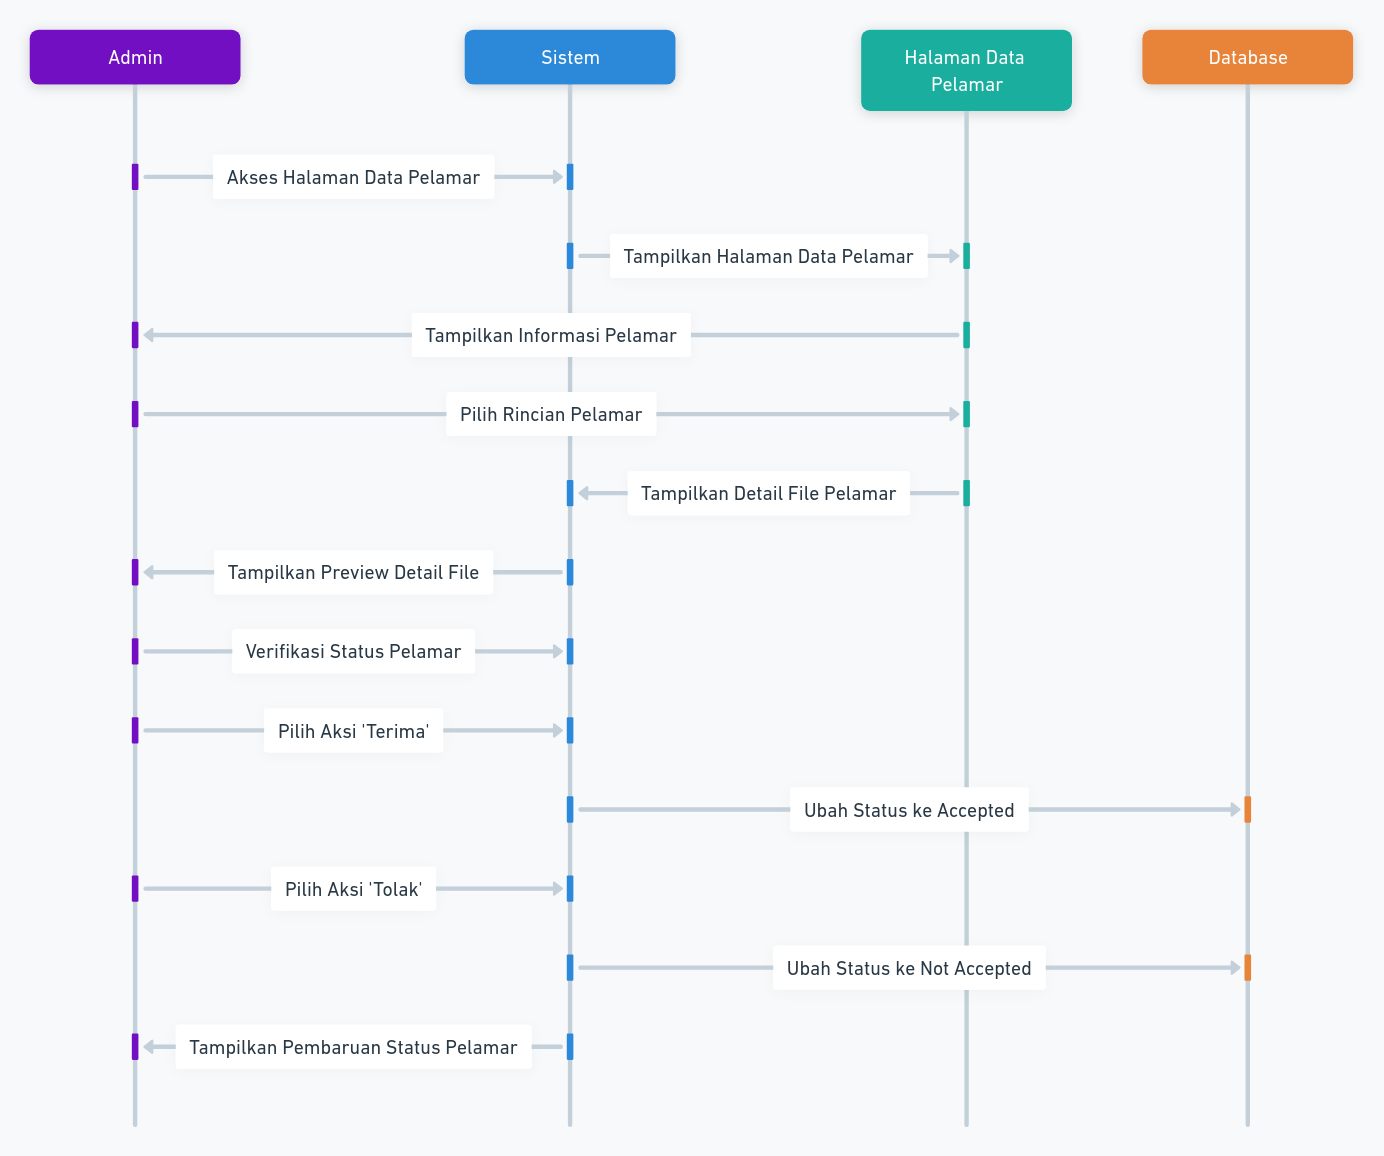 Admin
Sistem
Halaman Data
Pelamar
Database
Akses Halaman Data Pelamar
Tampilkan Halaman Data Pelamar
Tampilkan Informasi Pelamar
Pilih Rincian Pelamar
Tampilkan Detail File Pelamar
Tampilkan Preview Detail File
Verifikasi Status Pelamar
Pilih Aksi 'Terima'
Ubah Status ke Accepted
Pilih Aksi 'Tolak'
Ubah Status ke Not Accepted
Tampilkan Pembaruan Status Pelamar